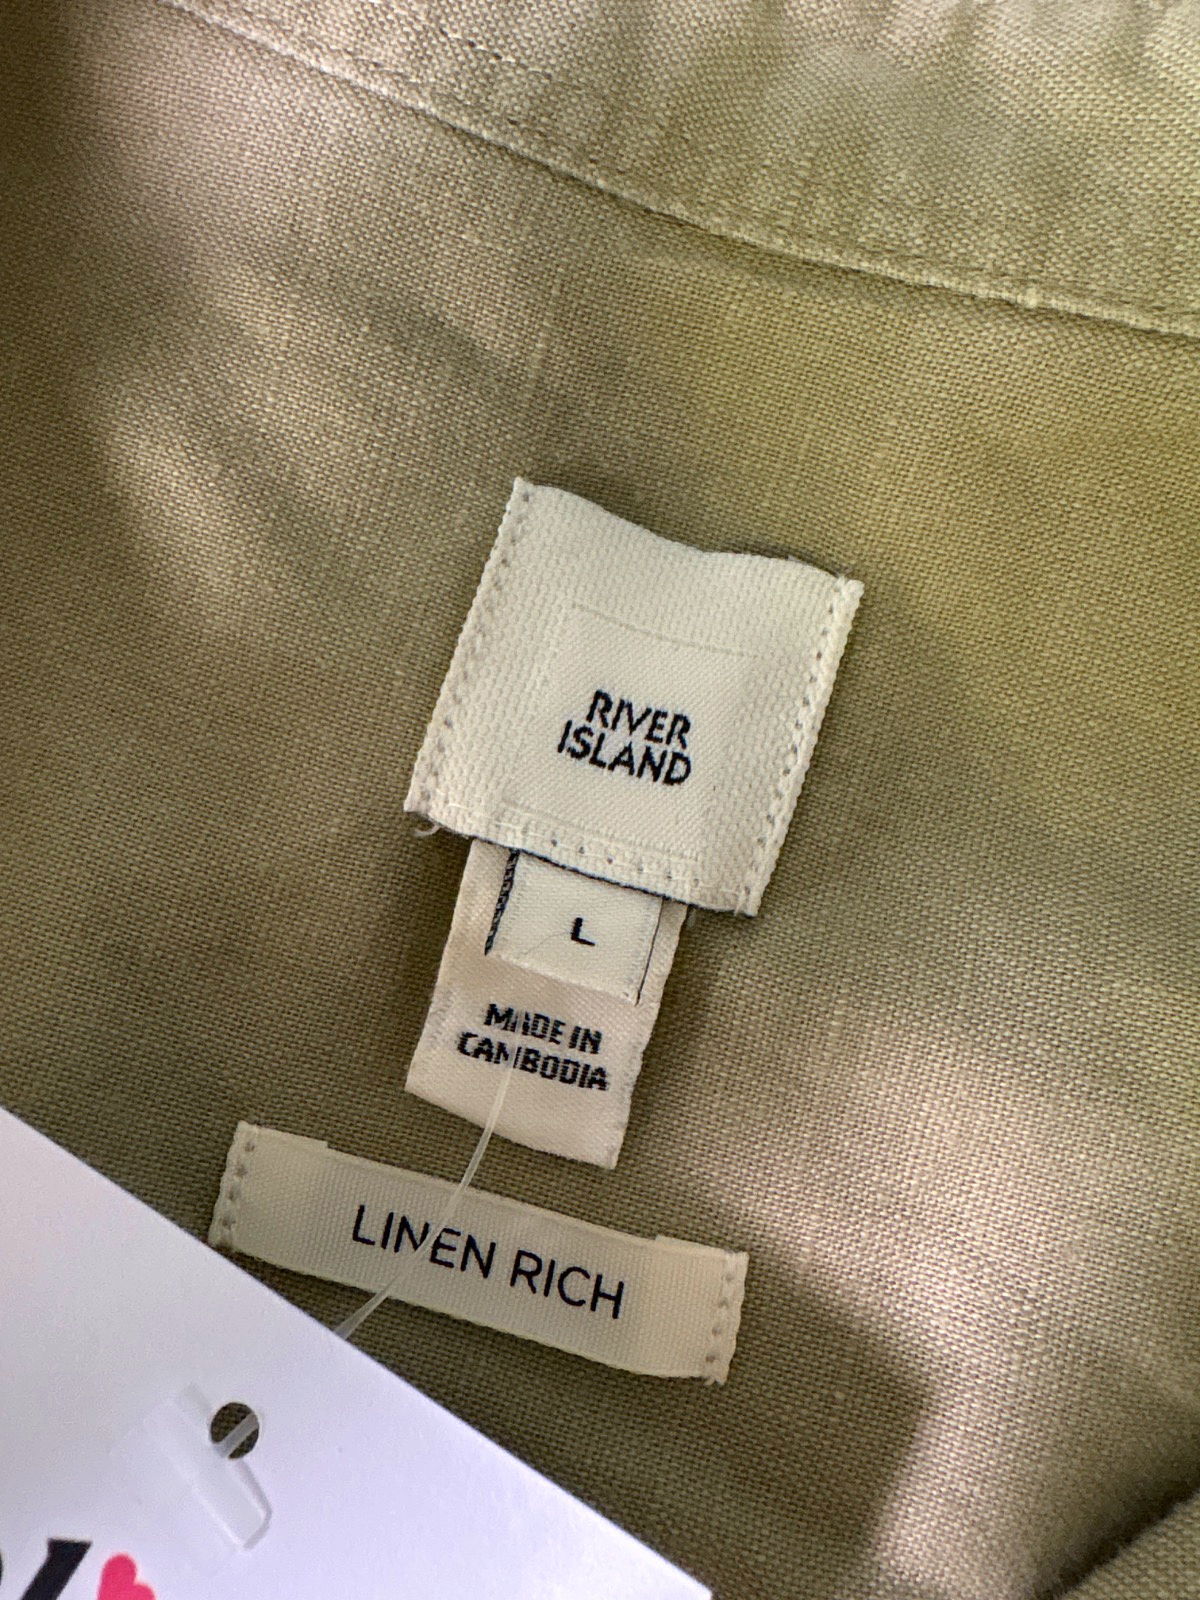 RIVER
ISLAND
L
MADE IN
CAMBODIA
LINEN RICH